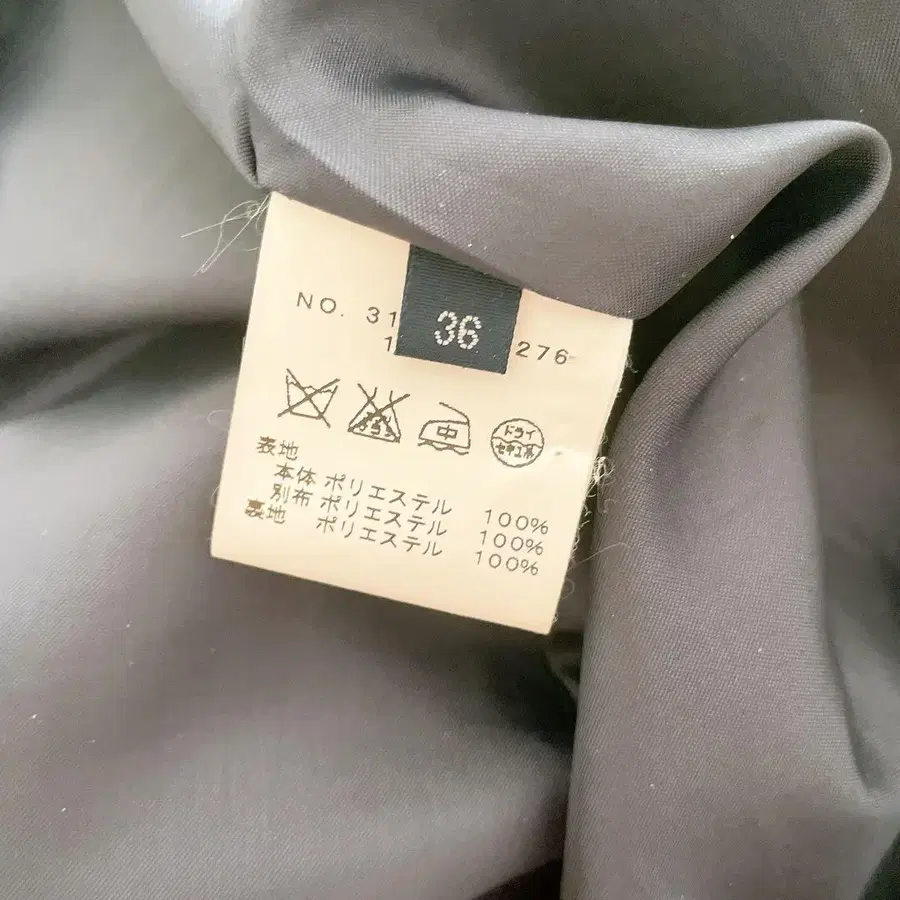 NO. 31
36
1
276
中
ドライ
セキユ系
表地
本体 ポリエステル 100%
別布 ポリエステル 100%
裏地 ポリエステル 100%